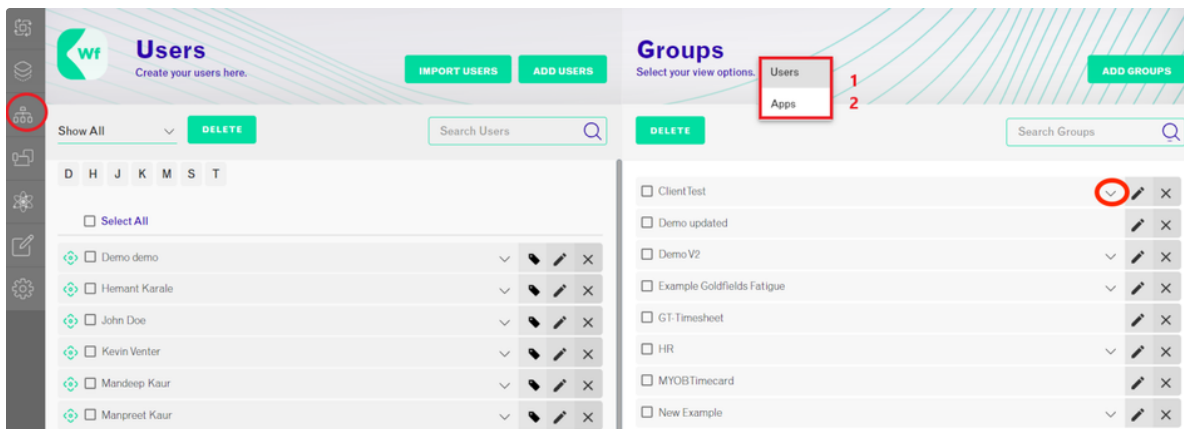 Wf
Users
Create your users here.
IMPORT USERS
ADD USERS
Show All
DELETE
Search Users
D H J K M S T
Select All
Demo demo
Hemant Karale
John Doe
Kevin Venter
Mandeep Kaur
Manpreet Kaur
Groups
Select your view options.
Users 1
Apps 2
ADD GROUPS
DELETE
Search Groups
ClientTest
Demo updated
Demo V2
Example Goldfields Fatigue
GT-Timesheet
HR
MYOBTimecard
New Example